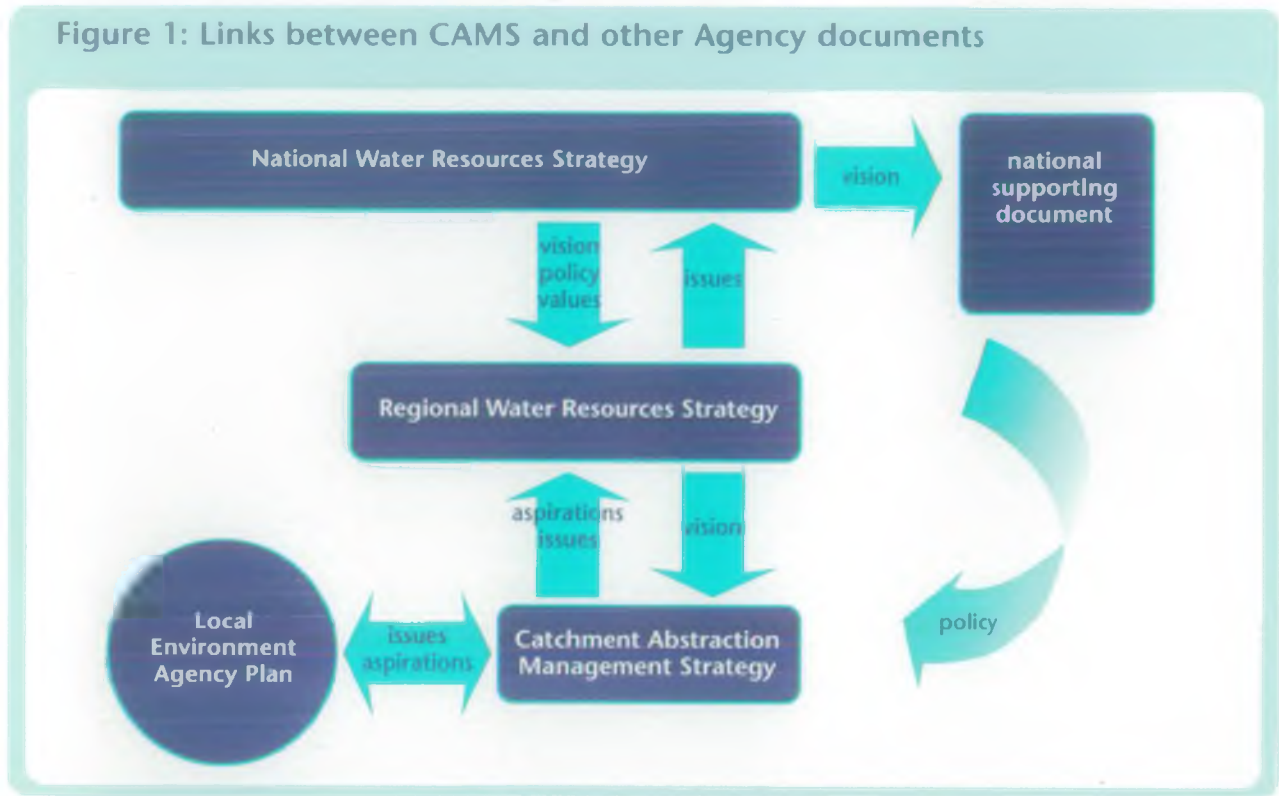 Figure 1: Links between CAMS and other Agency documents
National Water Resources Strategy
vision
national
supporting
document
vision
policy
values
issues
Regional Water Resources Strategy
aspirations
issues
vision
Local
Environment
Agency Plan
issues
aspirations
Catchment Abstraction
Management Strategy
policy